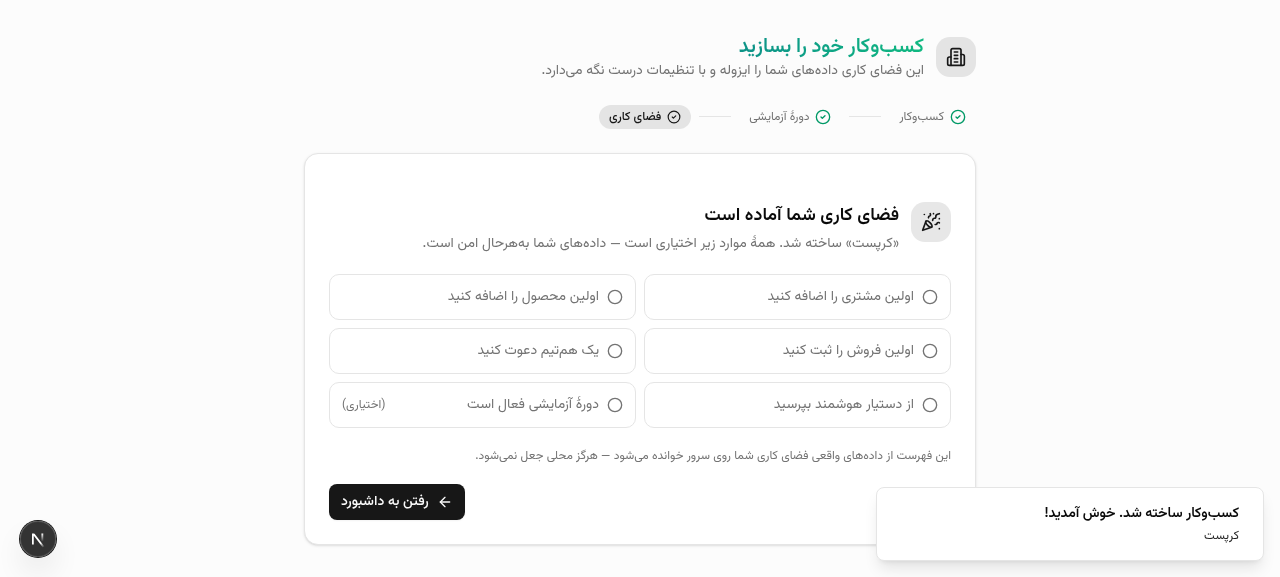 کسب‌وکار خود را بسازید
این فضای کاری داده‌های شما را ایزوله و با تنظیمات درست نگه می‌دارد.
کسب‌وکار
دورهٔ آزمایشی
فضای کاری
فضای کاری شما آماده است
«کرپست» ساخته شد. همهٔ موارد زیر اختیاری است — داده‌های شما به‌هرحال امن است.
اولین مشتری را اضافه کنید
اولین محصول را اضافه کنید
اولین فروش را ثبت کنید
یک هم‌تیم دعوت کنید
از دستیار هوشمند بپرسید
دورهٔ آزمایشی فعال است
(اختیاری)
این فهرست از داده‌های واقعی فضای کاری شما روی سرور خوانده می‌شود — هرگز محلی جعل نمی‌شود.
رفتن به داشبورد
کسب‌وکار ساخته شد. خوش آمدید!
کرپست
N